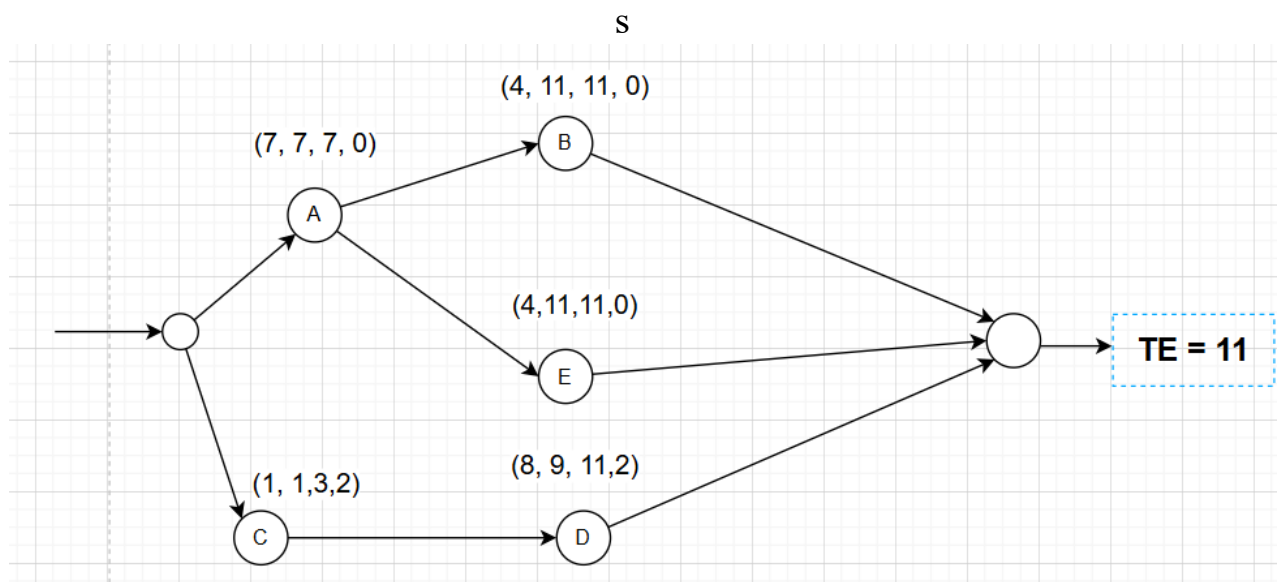 S
(4, 11, 11, 0)
(7, 7, 7, 0)
B
A
(4,11,11,0)
TE = 11
E
(8, 9, 11,2)
(1, 1,3,2)
C
D